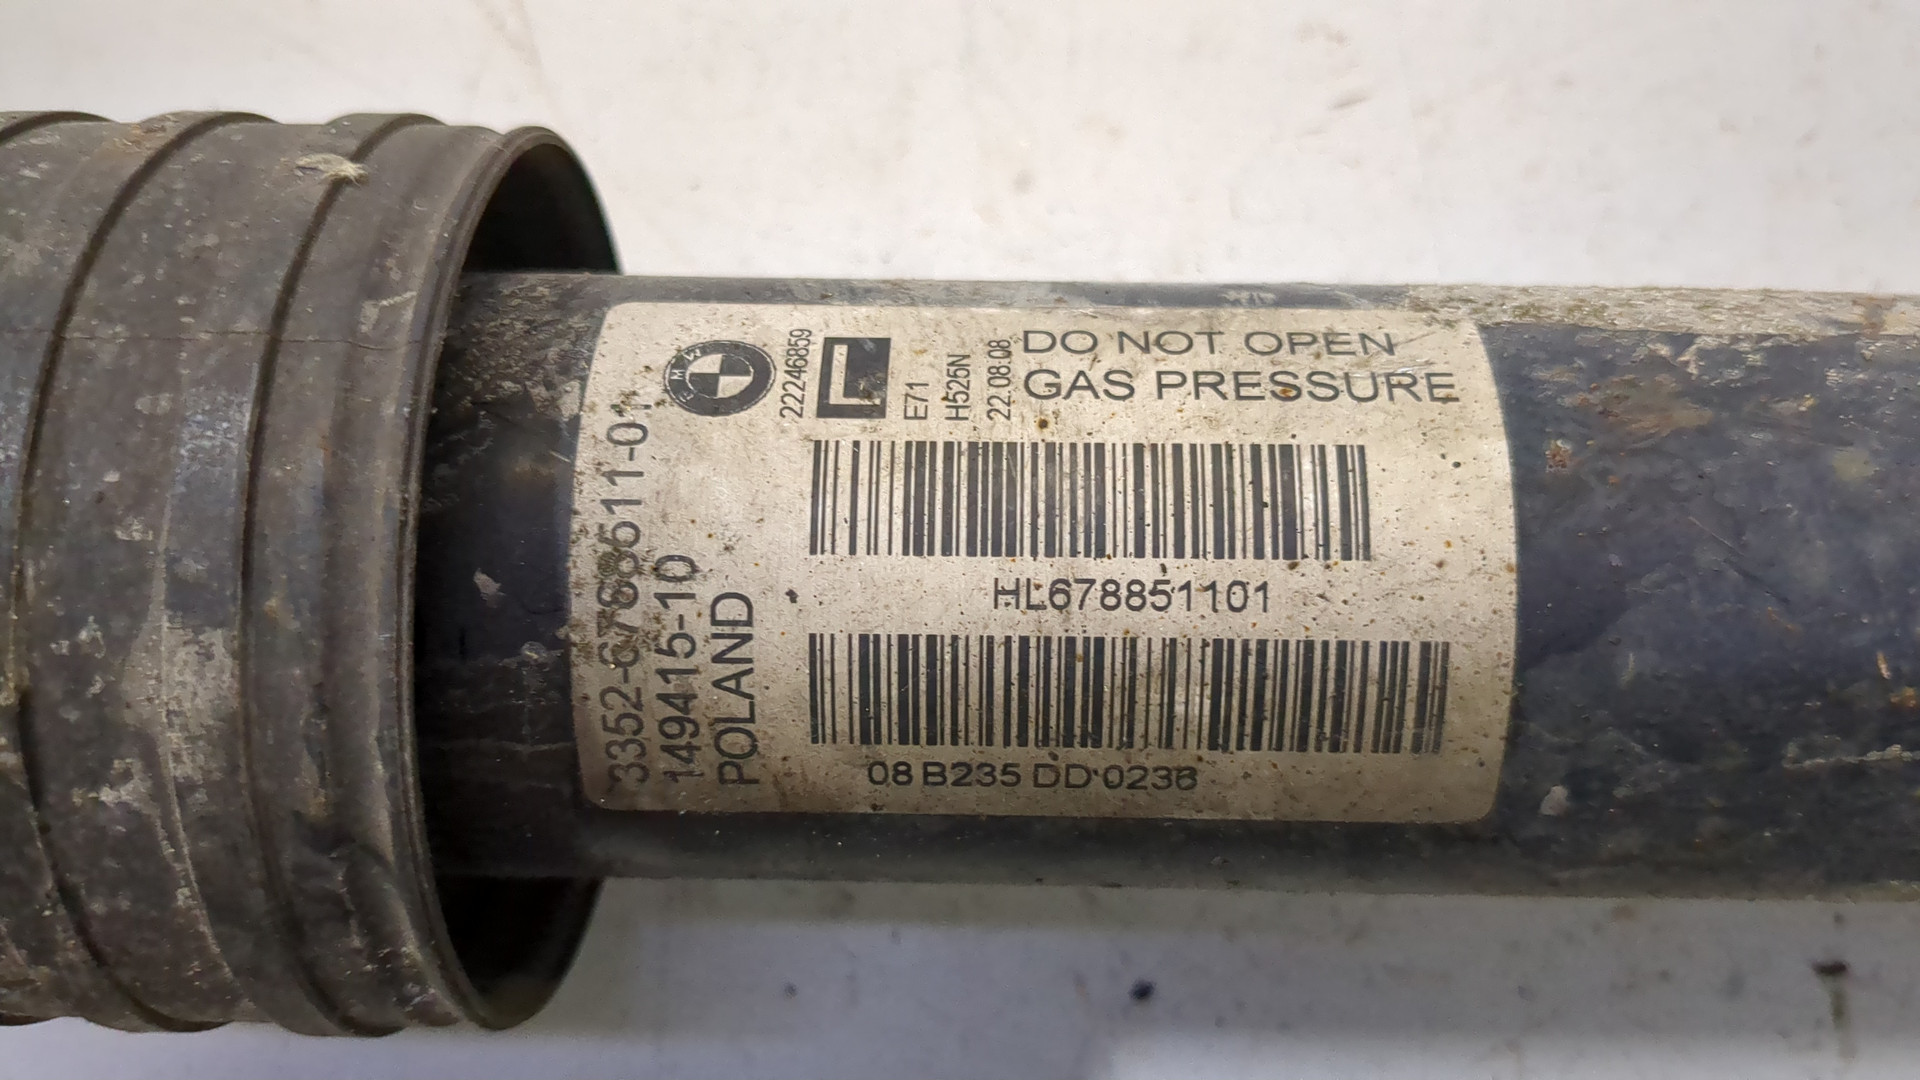 DO NOT OPEN
GAS PRESSURE
BMW
22246859
L
E71
H525N
22.08.08
HL678851101
08 B235 DD 0236
3352-6788511-01
149415-10
POLAND